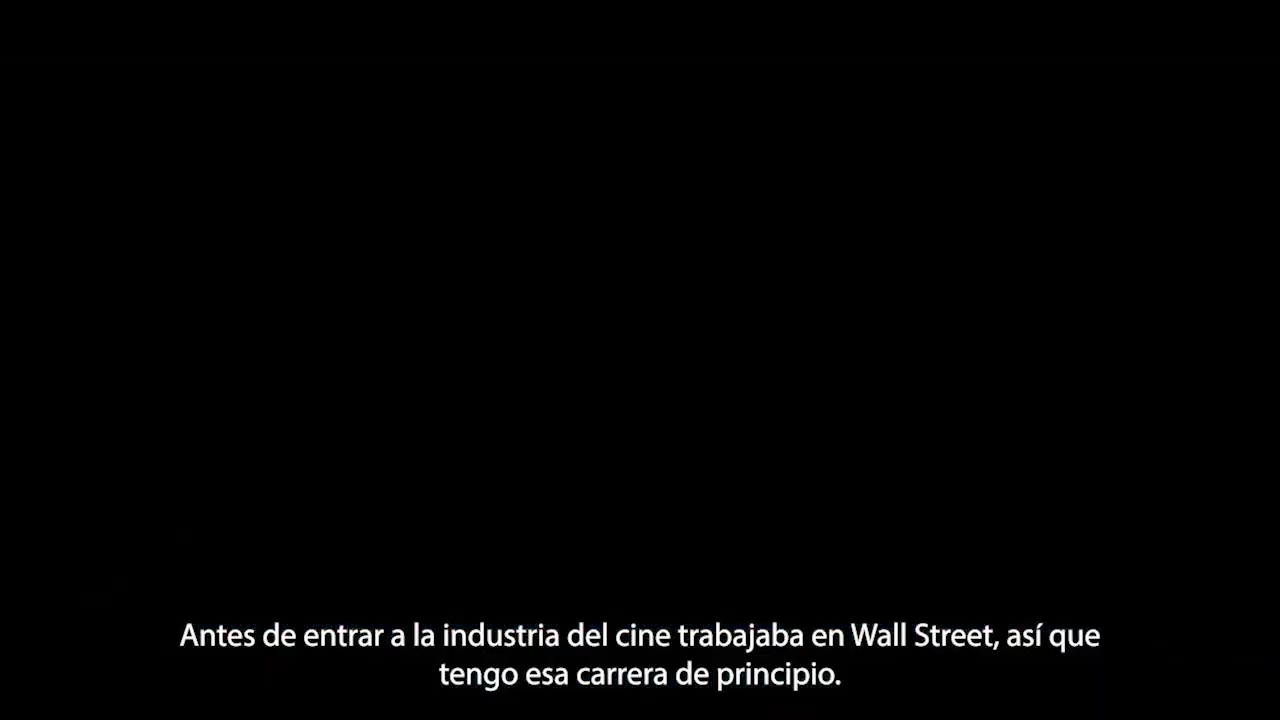 Antes de entrar a la industria del cine trabajaba en Wall Street, así que
tengo esa carrera de principio.